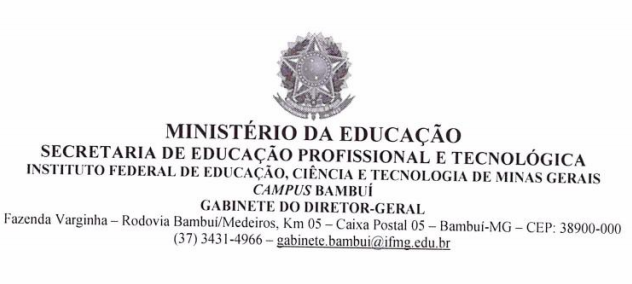 MINISTÉRIO DA EDUCAÇÃO
SECRETARIA DE EDUCAÇÃO PROFISSIONAL E TECNOLÓGICA
INSTITUTO FEDERAL DE EDUCAÇÃO, CIÊNCIA E TECNOLOGIA DE MINAS GERAIS
CAMPUS BAMBUÍ
GABINETE DO DIRETOR-GERAL
Fazenda Varginha – Rodovia Bambuí/Medeiros, Km 05 – Caixa Postal 05 – Bambuí-MG – CEP: 38900-000
(37) 3431-4966 – gabinete.bambui@ifmg.edu.br